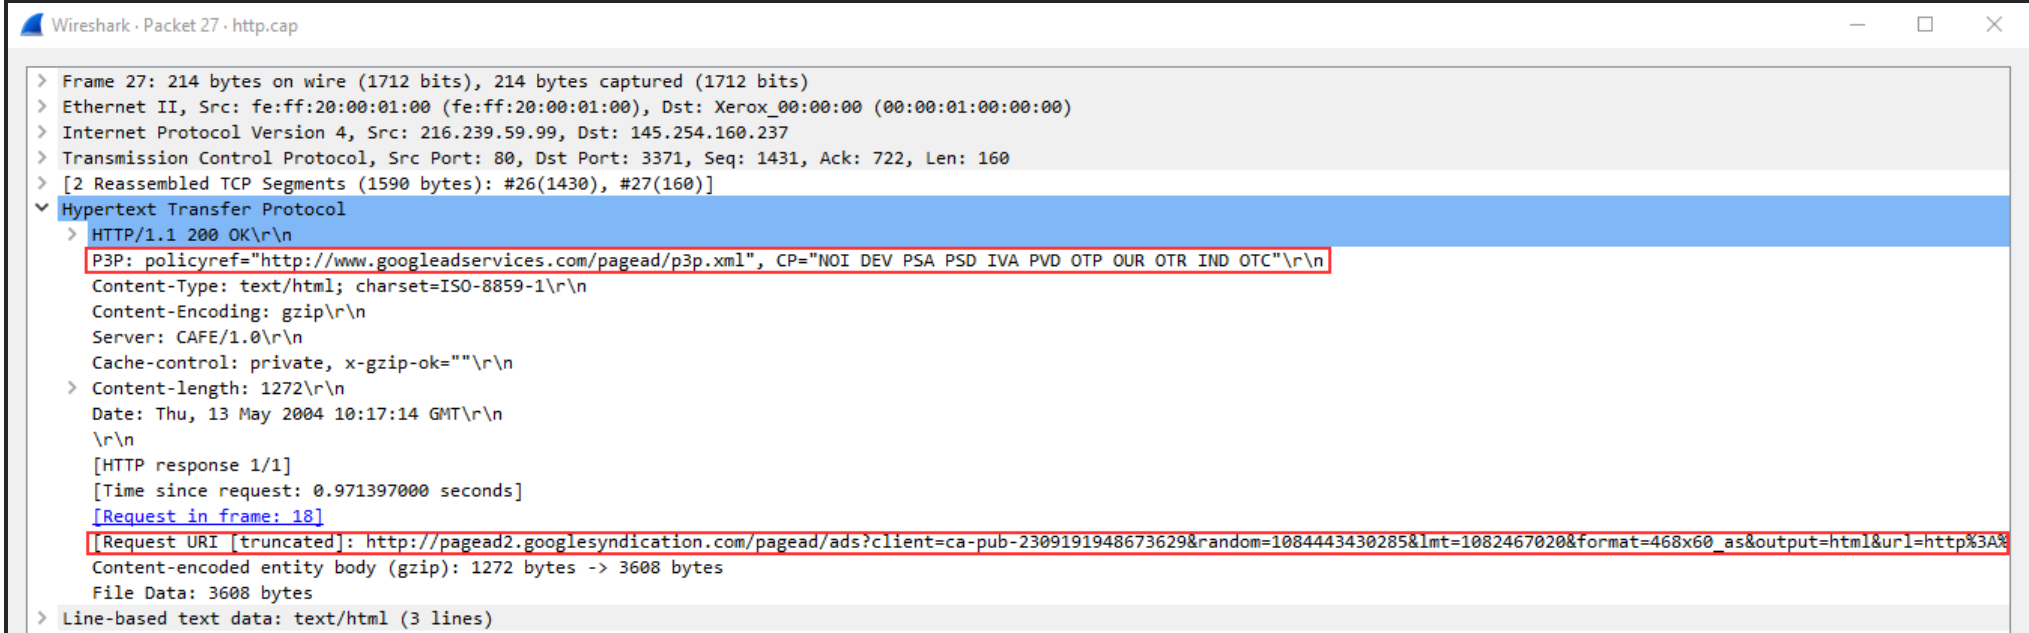 Wireshark · Packet 27 · http.cap
Frame 27: 214 bytes on wire (1712 bits), 214 bytes captured (1712 bits)
Ethernet II, Src: fe:ff:20:00:01:00 (fe:ff:20:00:01:00), Dst: Xerox_00:00:00 (00:00:01:00:00:00)
Internet Protocol Version 4, Src: 216.239.59.99, Dst: 145.254.160.237
Transmission Control Protocol, Src Port: 80, Dst Port: 3371, Seq: 1431, Ack: 722, Len: 160
[2 Reassembled TCP Segments (1590 bytes): #26(1430), #27(160)]
Hypertext Transfer Protocol
HTTP/1.1 200 OK\r\n
P3P: policyref="http://www.googleadservices.com/pagead/p3p.xml", CP="NOI DEV PSA PSD IVA PVD OTP OUR OTR IND OTC"\r\n
Content-Type: text/html; charset=ISO-8859-1\r\n
Content-Encoding: gzip\r\n
Server: CAFE/1.0\r\n
Cache-control: private, x-gzip-ok=""\r\n
Content-length: 1272\r\n
Date: Thu, 13 May 2004 10:17:14 GMT\r\n
\r\n
[HTTP response 1/1]
[Time since request: 0.971397000 seconds]
[Request in frame: 18]
[Request URI [truncated]: http://pagead2.googlesyndication.com/pagead/ads?client=ca-pub-2309191948673629&random=1084443430285&lmt=1082467020&format=468x60_as&output=html&url=http%3A%
Content-encoded entity body (gzip): 1272 bytes -> 3608 bytes
File Data: 3608 bytes
Line-based text data: text/html (3 lines)